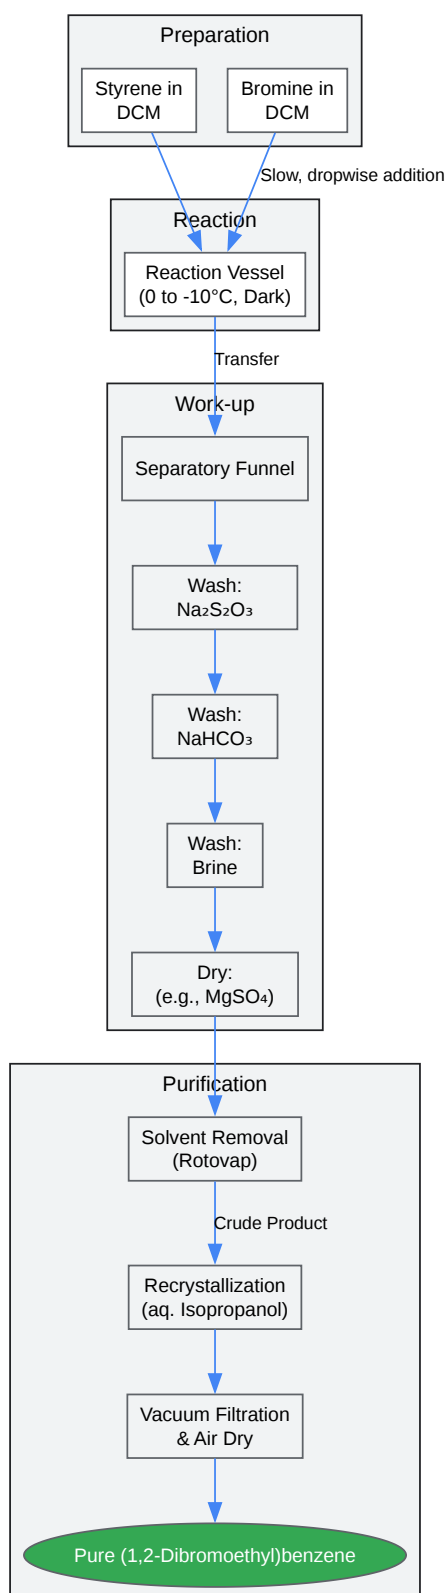 Preparation
Styrene in
DCM
Bromine in
DCM
Slow, dropwise addition
Reaction
Reaction Vessel
(0 to -10°C, Dark)
Transfer
Work-up
Separatory Funnel
Wash:
Na₂S₂O₃
Wash:
NaHCO₃
Wash:
Brine
Dry:
(e.g., MgSO₄)
Purification
Solvent Removal
(Rotovap)
Crude Product
Recrystallization
(aq. Isopropanol)
Vacuum Filtration
& Air Dry
Pure (1,2-Dibromoethyl)benzene